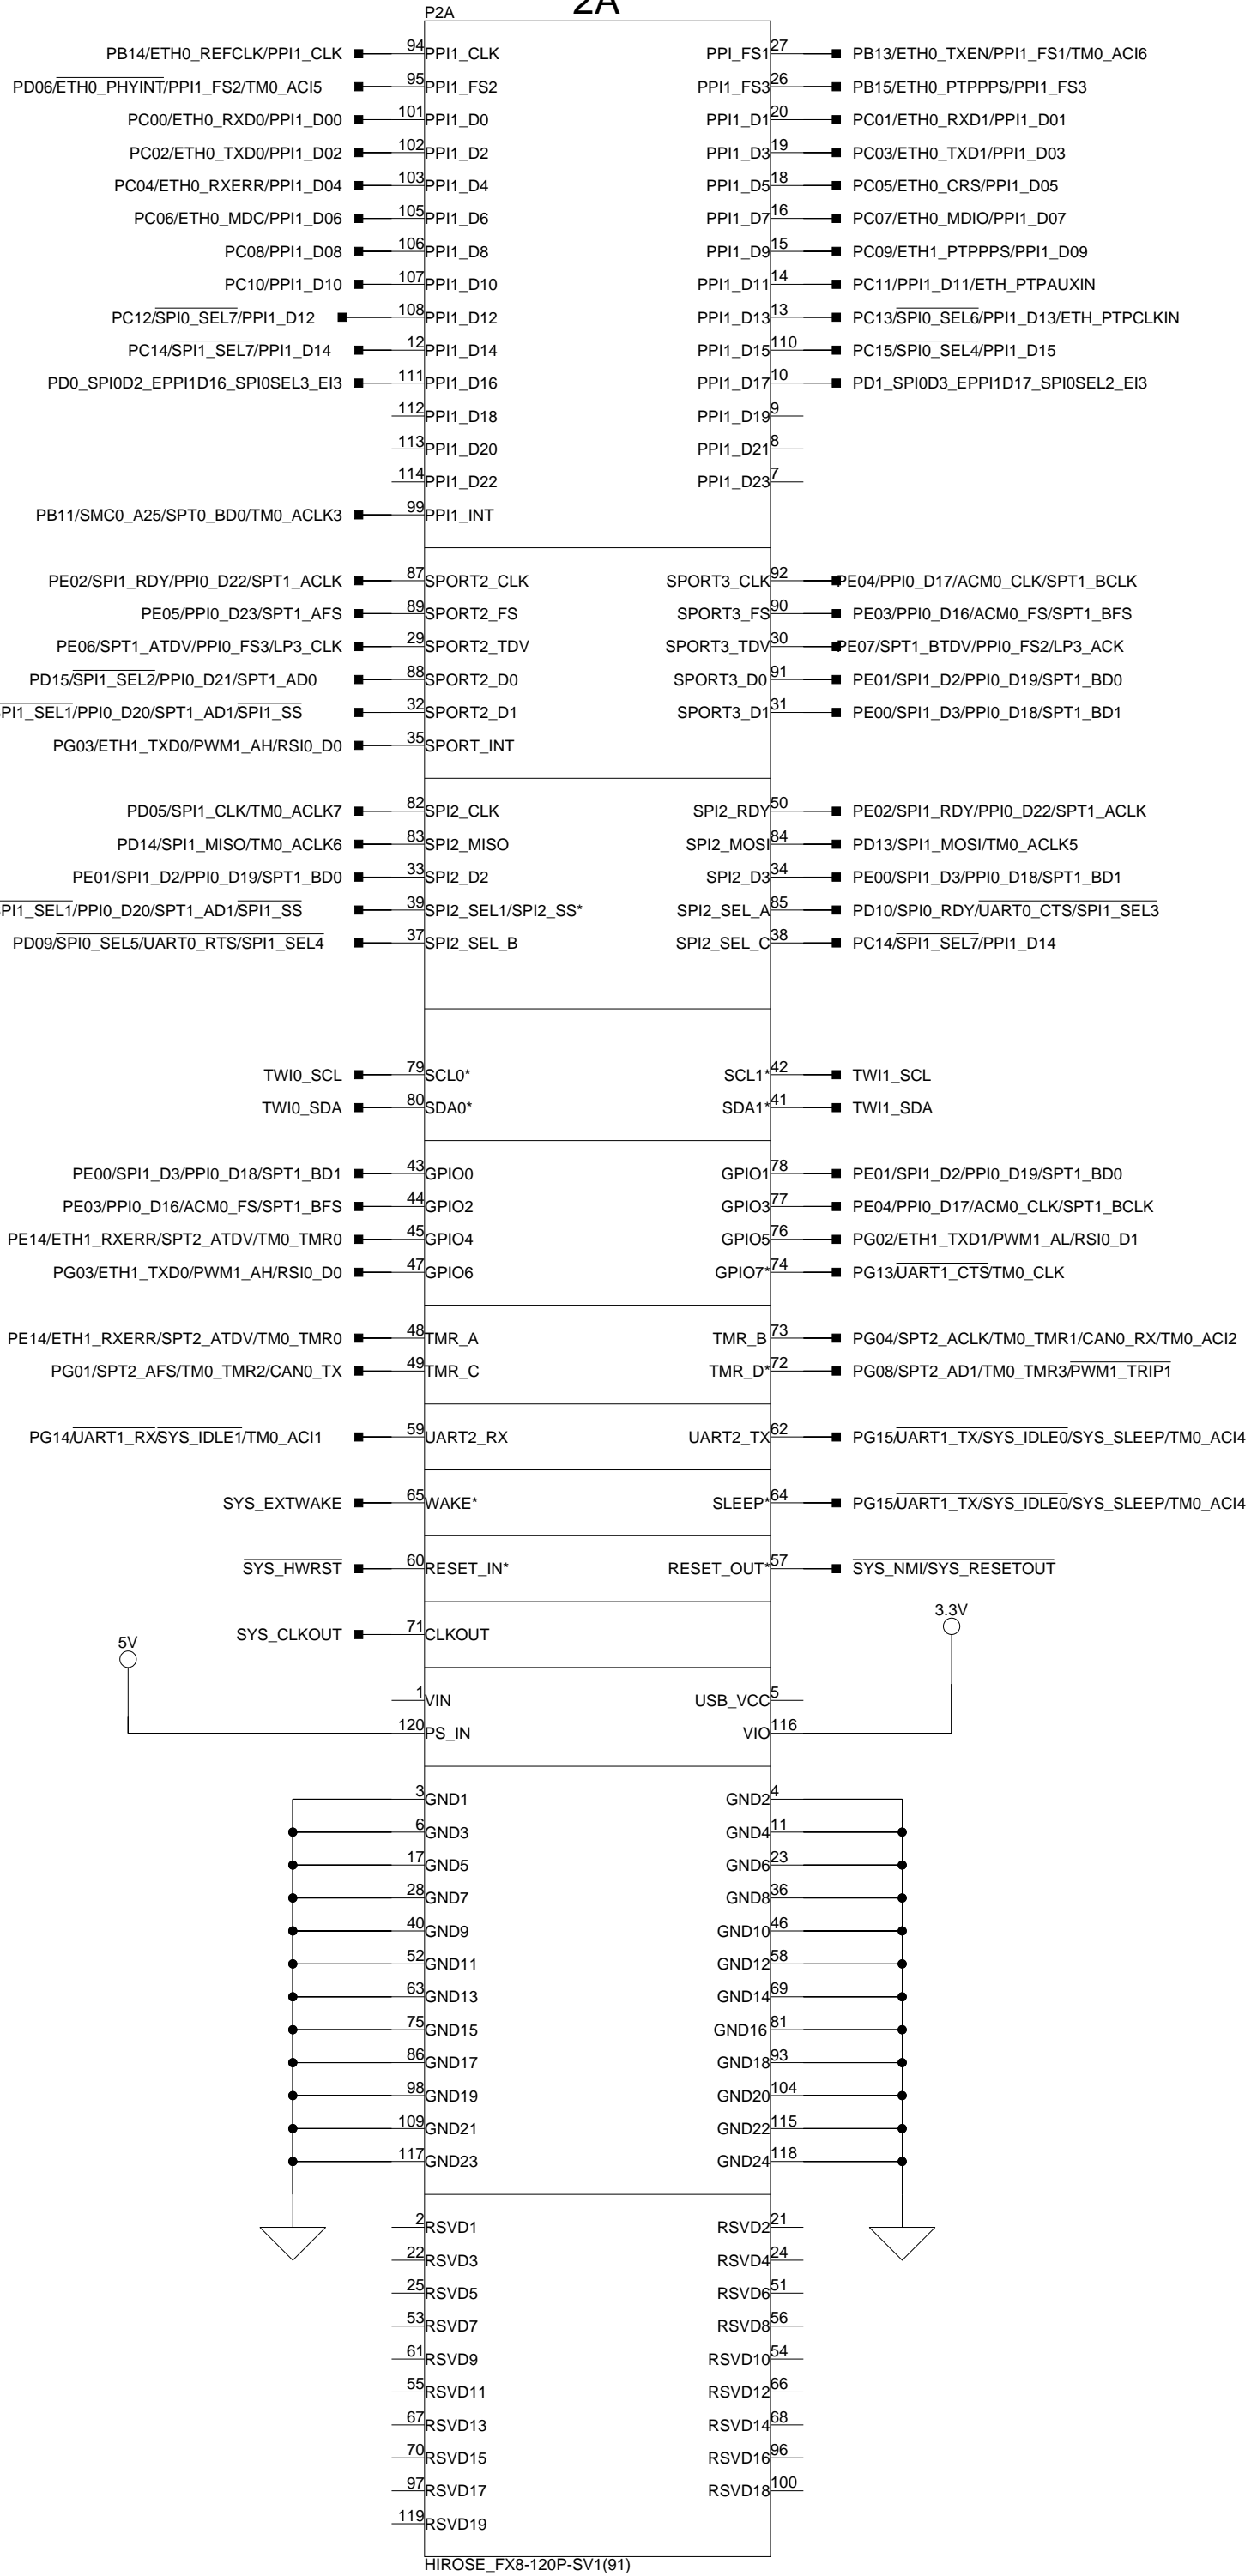 2A
P2A
PB14/ETH0_REFCLK/PPI1_CLK 94 PPI1_CLK PPI_FS1 27 PB13/ETH0_TXEN/PPI1_FS1/TM0_ACI6
PD06/ETH0_PHYINT/PPI1_FS2/TM0_ACI5 95 PPI1_FS2 PPI1_FS3 26 PB15/ETH0_PTPPPS/PPI1_FS3
PC00/ETH0_RXD0/PPI1_D00 101 PPI1_D0 PPI1_D1 20 PC01/ETH0_RXD1/PPI1_D01
PC02/ETH0_TXD0/PPI1_D02 102 PPI1_D2 PPI1_D3 19 PC03/ETH0_TXD1/PPI1_D03
PC04/ETH0_RXERR/PPI1_D04 103 PPI1_D4 PPI1_D5 18 PC05/ETH0_CRS/PPI1_D05
PC06/ETH0_MDC/PPI1_D06 105 PPI1_D6 PPI1_D7 16 PC07/ETH0_MDIO/PPI1_D07
PC08/PPI1_D08 106 PPI1_D8 PPI1_D9 15 PC09/ETH1_PTPPPS/PPI1_D09
PC10/PPI1_D10 107 PPI1_D10 PPI1_D11 14 PC11/PPI1_D11/ETH_PTPAUXIN
PC12/SPI0_SEL7/PPI1_D12 108 PPI1_D12 PPI1_D13 13 PC13/SPI0_SEL6/PPI1_D13/ETH_PTPCLKIN
PC14/SPI1_SEL7/PPI1_D14 12 PPI1_D14 PPI1_D15 110 PC15/SPI0_SEL4/PPI1_D15
PD0_SPI0D2_EPPI1D16_SPI0SEL3_EI3 111 PPI1_D16 PPI1_D17 10 PD1_SPI0D3_EPPI1D17_SPI0SEL2_EI3
112 PPI1_D18 PPI1_D19 9
113 PPI1_D20 PPI1_D21 8
114 PPI1_D22 PPI1_D23 7
PB11/SMC0_A25/SPT0_BD0/TM0_ACLK3 99 PPI1_INT
PE02/SPI1_RDY/PPI0_D22/SPT1_ACLK 87 SPORT2_CLK SPORT3_CLK 92 PE04/PPI0_D17/ACM0_CLK/SPT1_BCLK
PE05/PPI0_D23/SPT1_AFS 89 SPORT2_FS SPORT3_FS 90 PE03/PPI0_D16/ACM0_FS/SPT1_BFS
PE06/SPT1_ATDV/PPI0_FS3/LP3_CLK 29 SPORT2_TDV SPORT3_TDV 30 PE07/SPT1_BTDV/PPI0_FS2/LP3_ACK
PD15/SPI1_SEL2/PPI0_D21/SPT1_AD0 88 SPORT2_D0 SPORT3_D0 91 PE01/SPI1_D2/PPI0_D19/SPT1_BD0
PI1_SEL1/PPI0_D20/SPT1_AD1/SPI1_SS 32 SPORT2_D1 SPORT3_D1 31 PE00/SPI1_D3/PPI0_D18/SPT1_BD1
PG03/ETH1_TXD0/PWM1_AH/RSI0_D0 35 SPORT_INT
PD05/SPI1_CLK/TM0_ACLK7 82 SPI2_CLK SPI2_RDY 50 PE02/SPI1_RDY/PPI0_D22/SPT1_ACLK
PD14/SPI1_MISO/TM0_ACLK6 83 SPI2_MISO SPI2_MOSI 84 PD13/SPI1_MOSI/TM0_ACLK5
PE01/SPI1_D2/PPI0_D19/SPT1_BD0 33 SPI2_D2 SPI2_D3 34 PE00/SPI1_D3/PPI0_D18/SPT1_BD1
PI1_SEL1/PPI0_D20/SPT1_AD1/SPI1_SS 39 SPI2_SEL1/SPI2_SS* SPI2_SEL_A 85 PD10/SPI0_RDY/UART0_CTS/SPI1_SEL3
PD09/SPI0_SEL5/UART0_RTS/SPI1_SEL4 37 SPI2_SEL_B SPI2_SEL_C 38 PC14/SPI1_SEL7/PPI1_D14
TWI0_SCL 79 SCL0* SCL1* 42 TWI1_SCL
TWI0_SDA 80 SDA0* SDA1* 41 TWI1_SDA
PE00/SPI1_D3/PPI0_D18/SPT1_BD1 43 GPIO0 GPIO1 78 PE01/SPI1_D2/PPI0_D19/SPT1_BD0
PE03/PPI0_D16/ACM0_FS/SPT1_BFS 44 GPIO2 GPIO3 77 PE04/PPI0_D17/ACM0_CLK/SPT1_BCLK
PE14/ETH1_RXERR/SPT2_ATDV/TM0_TMR0 45 GPIO4 GPIO5 76 PG02/ETH1_TXD1/PWM1_AL/RSI0_D1
PG03/ETH1_TXD0/PWM1_AH/RSI0_D0 47 GPIO6 GPIO7* 74 PG13/UART1_CTS/TM0_CLK
PE14/ETH1_RXERR/SPT2_ATDV/TM0_TMR0 48 TMR_A TMR_B 73 PG04/SPT2_ACLK/TM0_TMR1/CAN0_RX/TM0_ACI2
PG01/SPT2_AFS/TM0_TMR2/CAN0_TX 49 TMR_C TMR_D* 72 PG08/SPT2_AD1/TM0_TMR3/PWM1_TRIP1
PG14/UART1_RX/SYS_IDLE1/TM0_ACI1 59 UART2_RX UART2_TX 62 PG15/UART1_TX/SYS_IDLE0/SYS_SLEEP/TM0_ACI4
SYS_EXTWAKE 65 WAKE* SLEEP* 64 PG15/UART1_TX/SYS_IDLE0/SYS_SLEEP/TM0_ACI4
SYS_HWRST 60 RESET_IN* RESET_OUT* 57 SYS_NMI/SYS_RESETOUT
3.3V
SYS_CLKOUT 71 CLKOUT
5V
1 VIN USB_VCC 5
120 PS_IN VIO 116
3 GND1 GND2 4
6 GND3 GND4 11
17 GND5 GND6 23
28 GND7 GND8 36
40 GND9 GND10 46
52 GND11 GND12 58
63 GND13 GND14 69
75 GND15 GND16 81
86 GND17 GND18 93
98 GND19 GND20 104
109 GND21 GND22 115
117 GND23 GND24 118
2 RSVD1 RSVD2 21
22 RSVD3 RSVD4 24
25 RSVD5 RSVD6 51
53 RSVD7 RSVD8 56
61 RSVD9 RSVD10 54
55 RSVD11 RSVD12 66
67 RSVD13 RSVD14 68
70 RSVD15 RSVD16 96
97 RSVD17 RSVD18 100
119 RSVD19
HIROSE_FX8-120P-SV1(91)